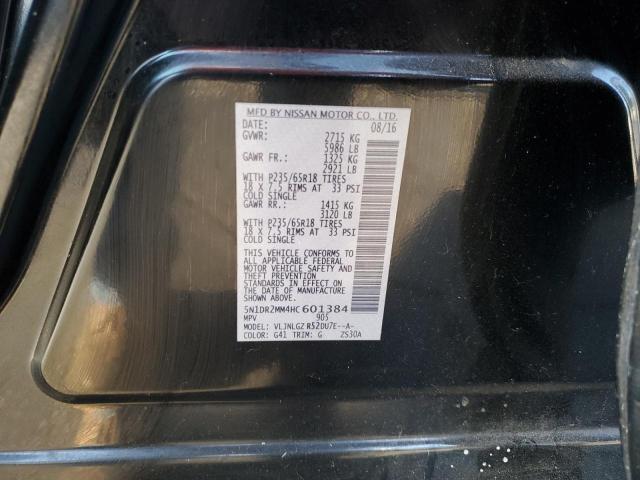 MFD BY NISSAN MOTOR CO., LTD.
DATE: 08/16
GVWR: 2715 KG
5986 LB
GAWR FR.: 1325 KG
2921 LB
WITH P235/65R18 TIRES
18 X 7.5 RIMS AT 33 PSI
COLD SINGLE
GAWR RR.: 1415 KG
3120 LB
WITH P235/65R18 TIRES
18 X 7.5 RIMS AT 33 PSI
COLD SINGLE
THIS VEHICLE CONFORMS TO
ALL APPLICABLE FEDERAL
MOTOR VEHICLE SAFETY AND
THEFT PREVENTION
STANDARDS IN EFFECT ON
THE DATE OF MANUFACTURE
SHOWN ABOVE.
5N1DR2MM4HC601384
MPV 905
MODEL: VLJNLGZ R52DU7E--A-
COLOR: G41 TRIM: G ZS30A